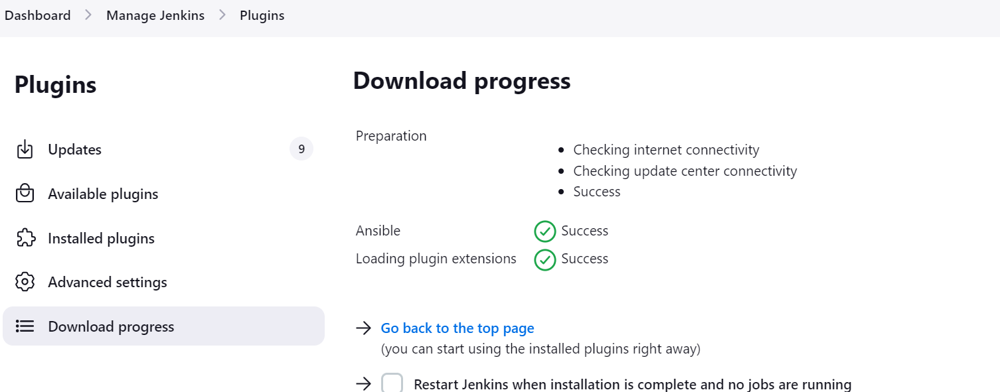 Dashboard > Manage Jenkins > Plugins
Plugins
Updates 9
Available plugins
Installed plugins
Advanced settings
Download progress
Download progress
Preparation
• Checking internet connectivity
• Checking update center connectivity
• Success
Ansible Success
Loading plugin extensions Success
→ Go back to the top page
(you can start using the installed plugins right away)
→ Restart Jenkins when installation is complete and no jobs are running